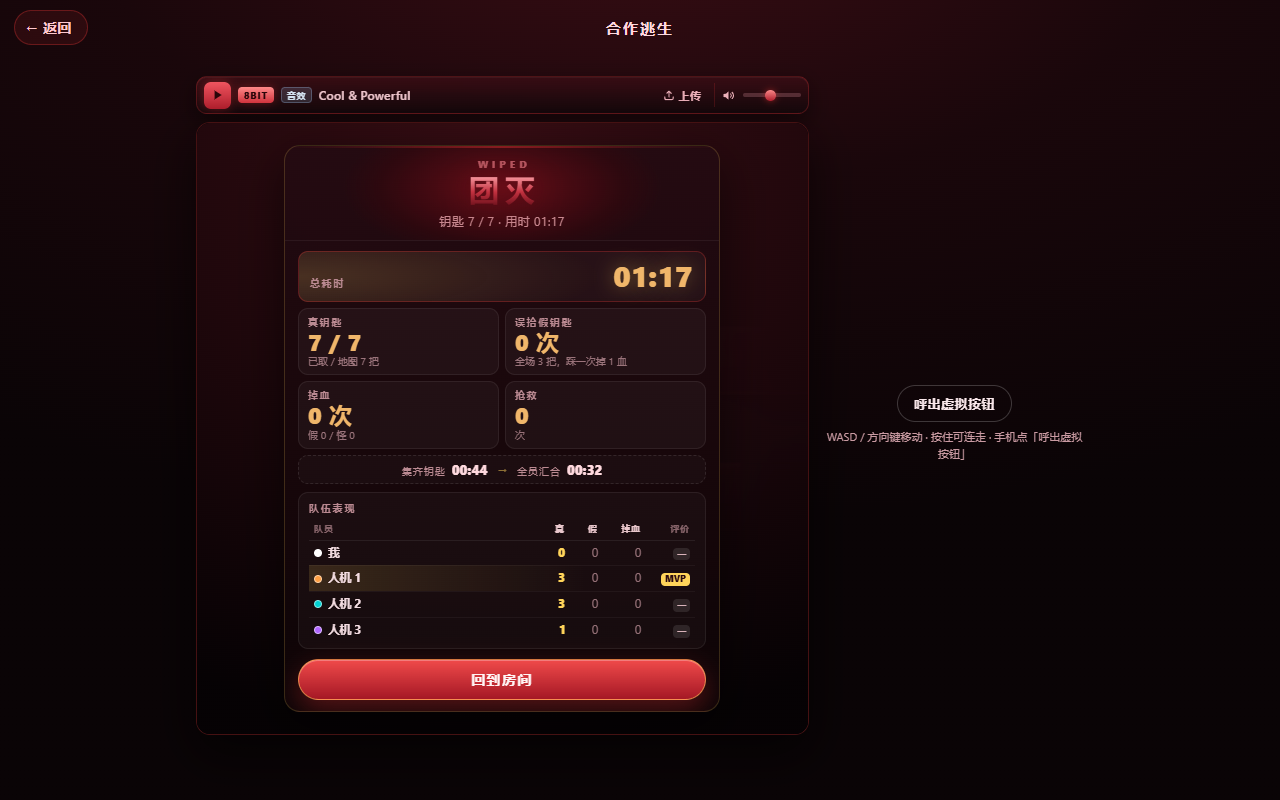 ← 返回
合作逃生
8BIT 音效 Cool & Powerful 上传
WIPED
团灭
钥匙 7 / 7 · 用时 01:17
总耗时 01:17
真钥匙
7 / 7
已取 / 地图 7 把
误拾假钥匙
0 次
全场 3 把，踩一次掉 1 血
掉血
0 次
假 0 / 怪 0
抢救
0
次
集齐钥匙 00:44 → 全员汇合 00:32
队伍表现
队员 真 假 掉血 评价
我 0 0 0 —
人机 1 3 0 0 MVP
人机 2 3 0 0 —
人机 3 1 0 0 —
回到房间
呼出虚拟按钮
WASD / 方向键移动 · 按住可连走 · 手机点「呼出虚拟
按钮」